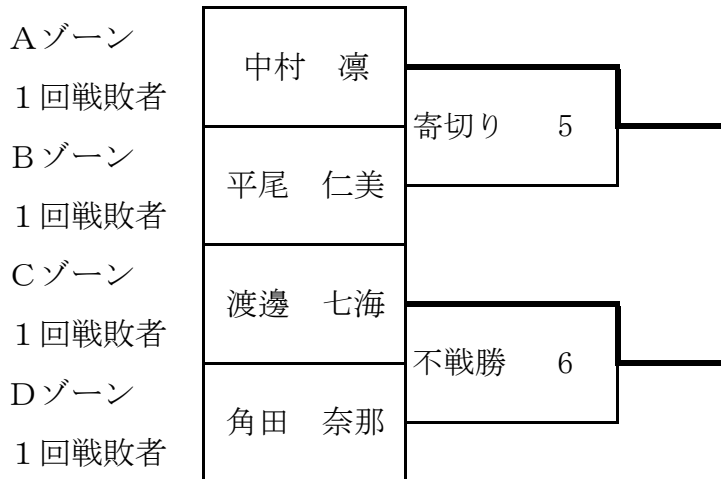 Aゾーン
1回戦敗者
中村　凛
寄切り　5
Bゾーン
1回戦敗者
平尾　仁美
Cゾーン
1回戦敗者
渡邊　七海
不戦勝　6
Dゾーン
1回戦敗者
角田　奈那